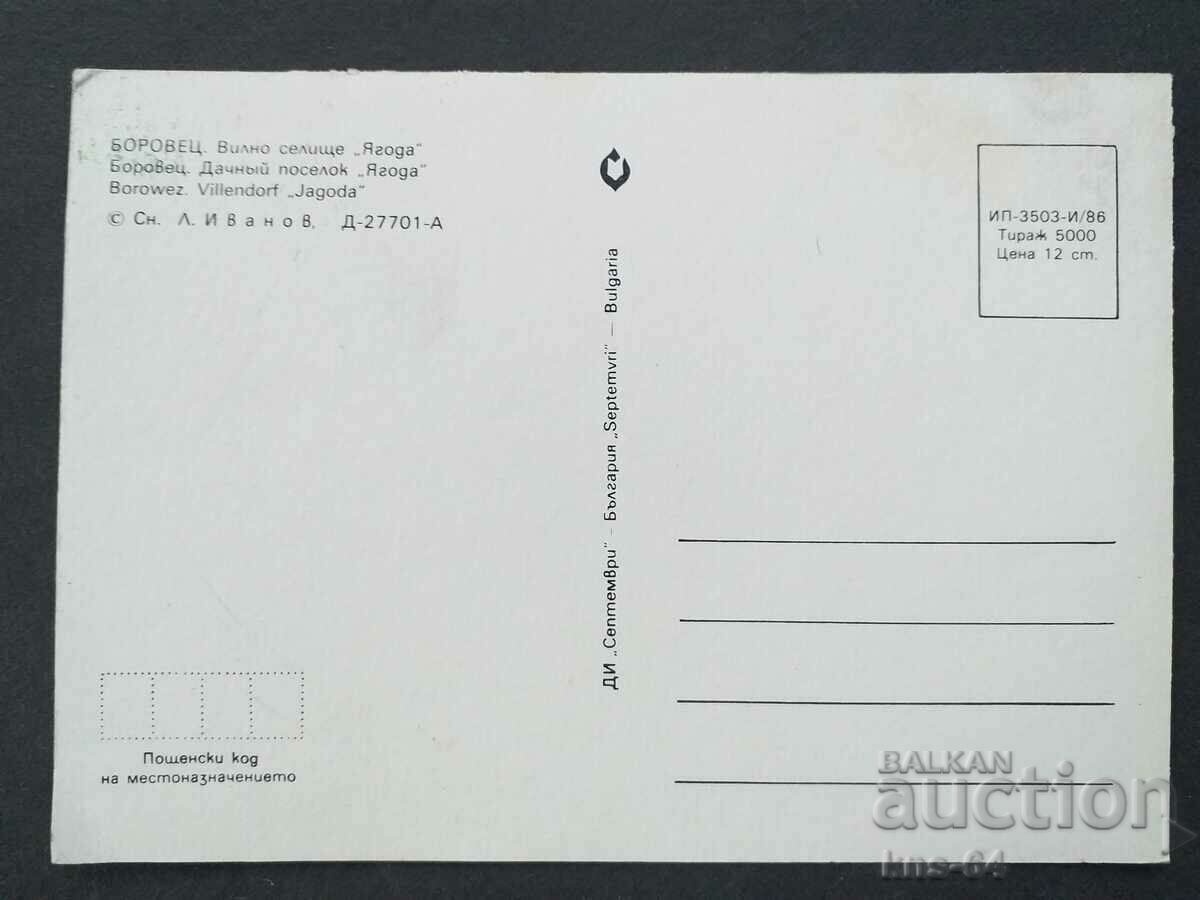 БОРОВЕЦ. Вилно селище „Ягода“
Боровец. Дачный поселок „Ягода“
Borowez. Villendorf „Jagoda“
© Сн. Л. Иванов, Д-27701-А
ДИ „Септември“ - България „Septemvri“ — Bulgaria
ИП-3503-И/86
Тираж 5000
Цена 12 ст.
Пощенски код
на местоназначението
BALKAN
auction
kns-64